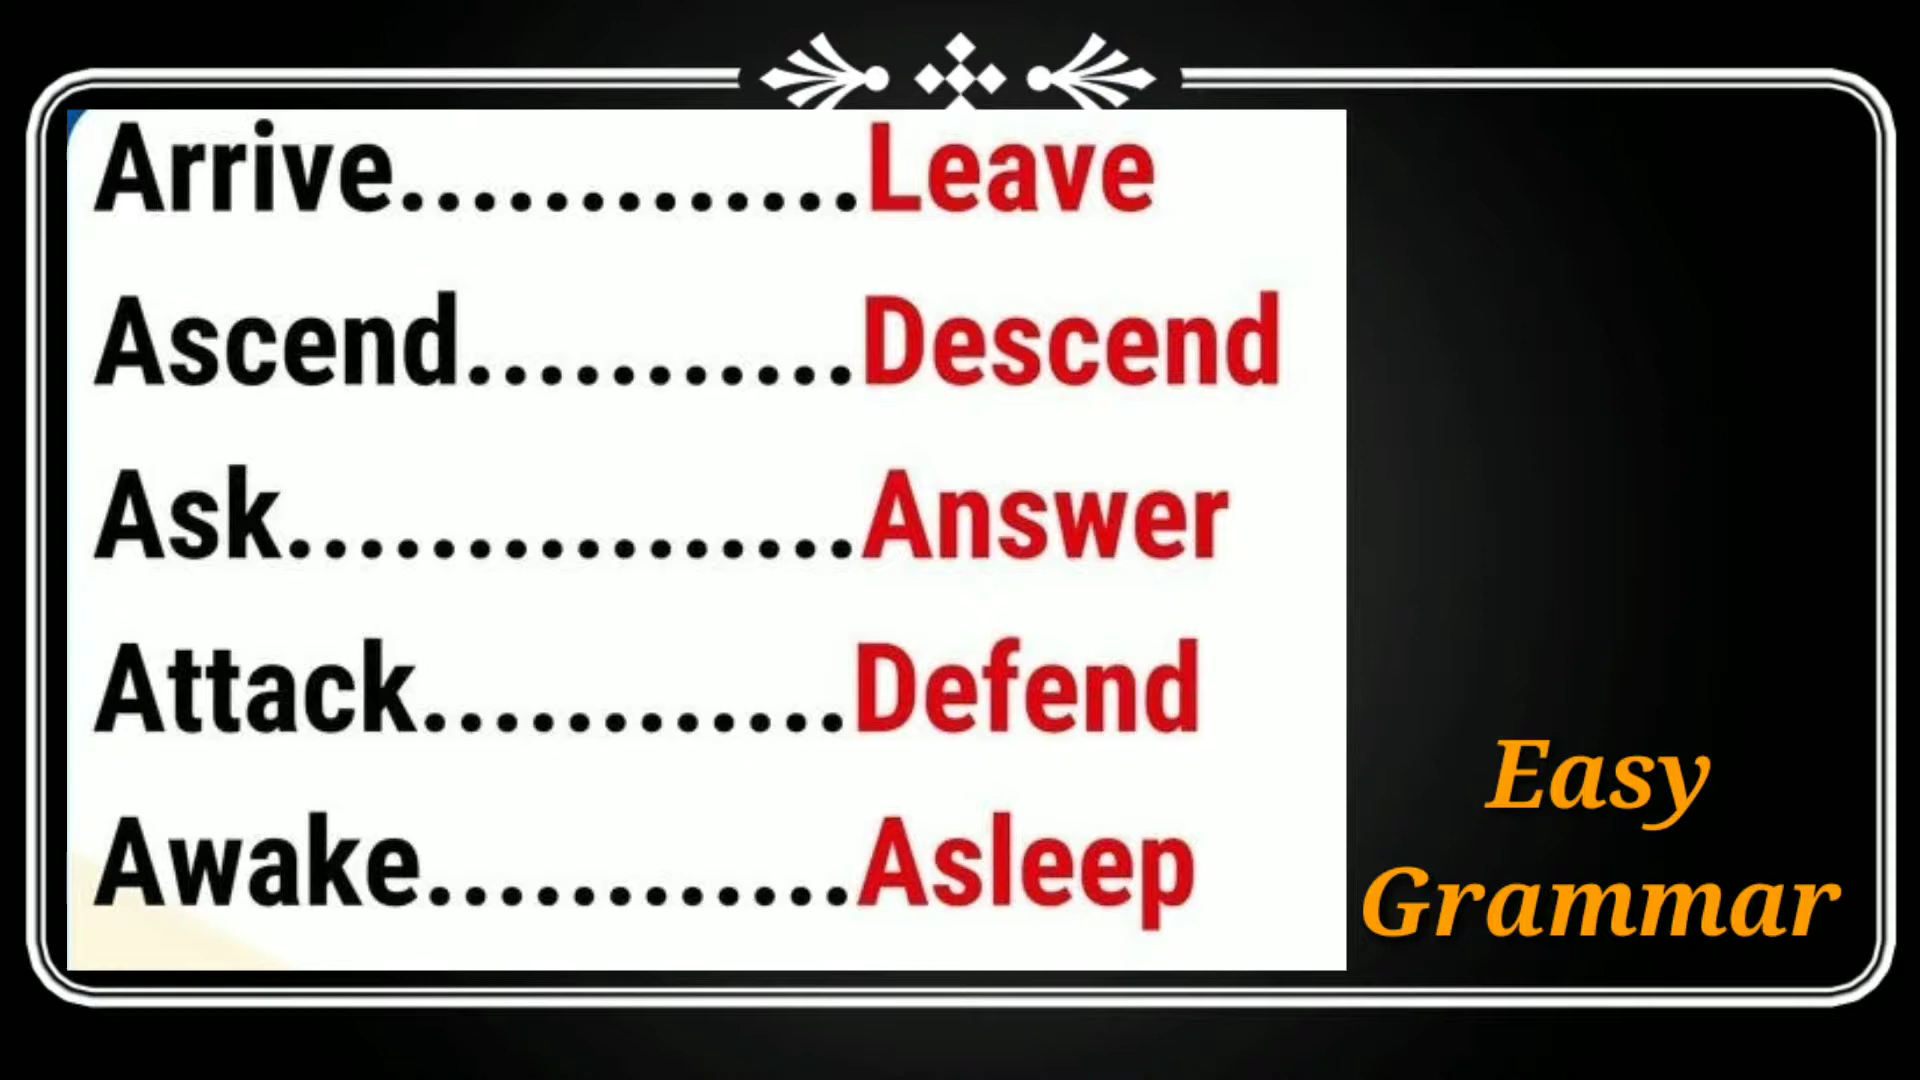 Arrive.............Leave
Ascend...........Descend
Ask................Answer
Attack............Defend
Awake............Asleep
Easy
Grammar